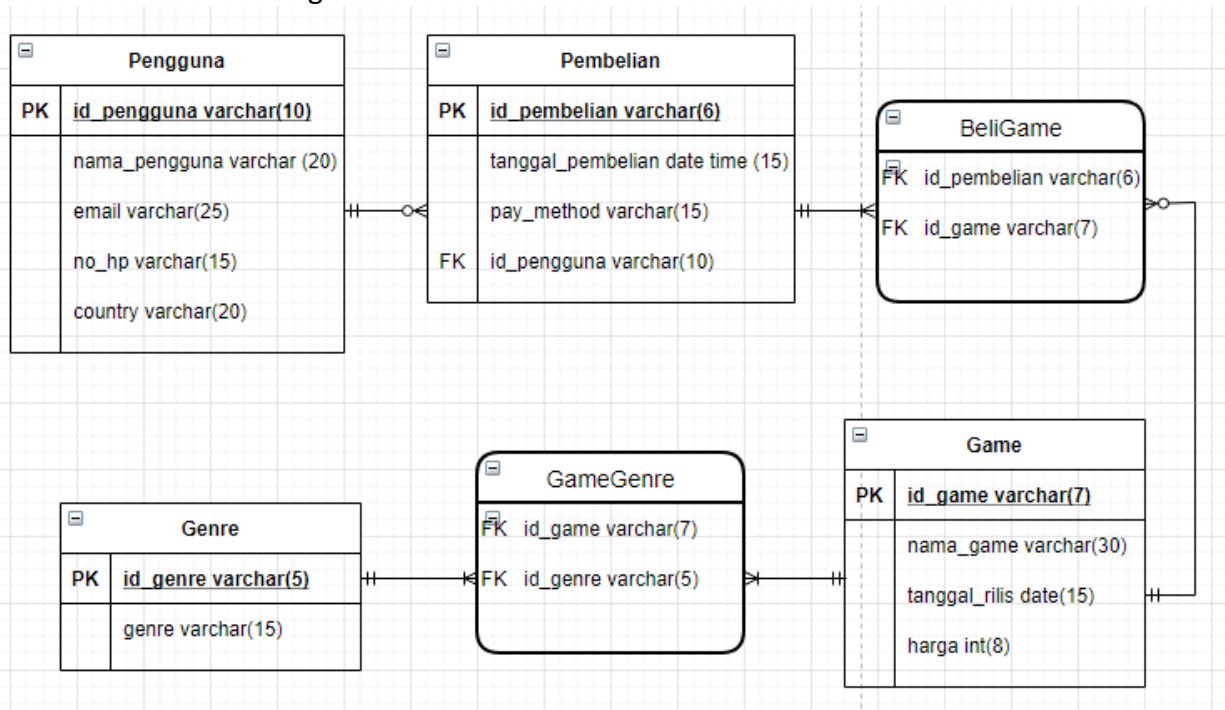 Pengguna
PK id_pengguna varchar(10)
nama_pengguna varchar (20)
email varchar(25)
no_hp varchar(15)
country varchar(20)
Pembelian
PK id_pembelian varchar(6)
tanggal_pembelian date time (15)
pay_method varchar(15)
FK id_pengguna varchar(10)
BeliGame
FK id_pembelian varchar(6)
FK id_game varchar(7)
Genre
PK id_genre varchar(5)
genre varchar(15)
GameGenre
FK id_game varchar(7)
FK id_genre varchar(5)
Game
PK id_game varchar(7)
nama_game varchar(30)
tanggal_rilis date(15)
harga int(8)